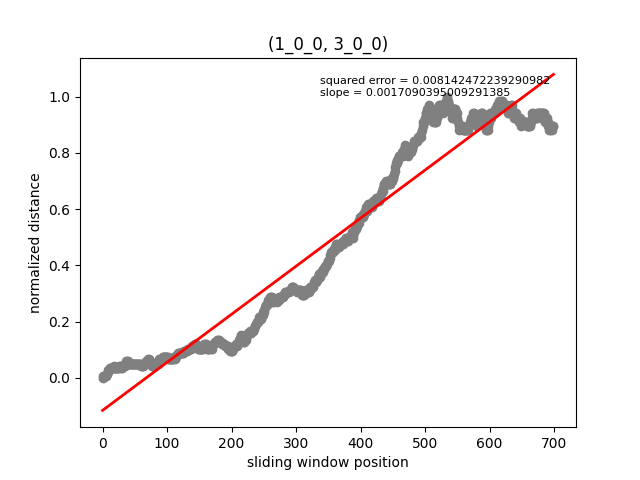 (1_0_0, 3_0_0)
squared error = 0.008142472239290982
slope = 0.0017090395009291385
1.0
0.8
0.6
0.4
0.2
0.0
normalized distance
0 100 200 300 400 500 600 700
sliding window position